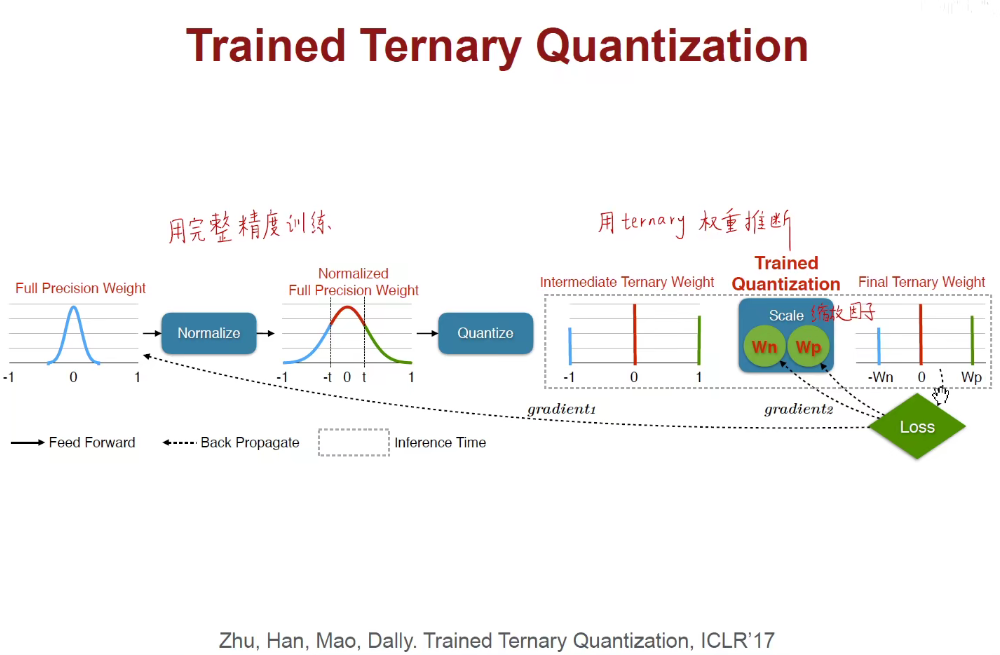 Trained Ternary Quantization
用完整精度训练
用ternary 权重推断
Full Precision Weight
Normalized
Full Precision Weight
Intermediate Ternary Weight
Trained
Quantization
Final Ternary Weight
Normalize
Quantize
Scale
缩放因子
Wn
Wp
-1 0 1
-1 -t 0 t 1
-1 0 1
-Wn 0 Wp
gradient1
gradient2
Loss
Feed Forward
Back Propagate
Inference Time
Zhu, Han, Mao, Dally. Trained Ternary Quantization, ICLR'17